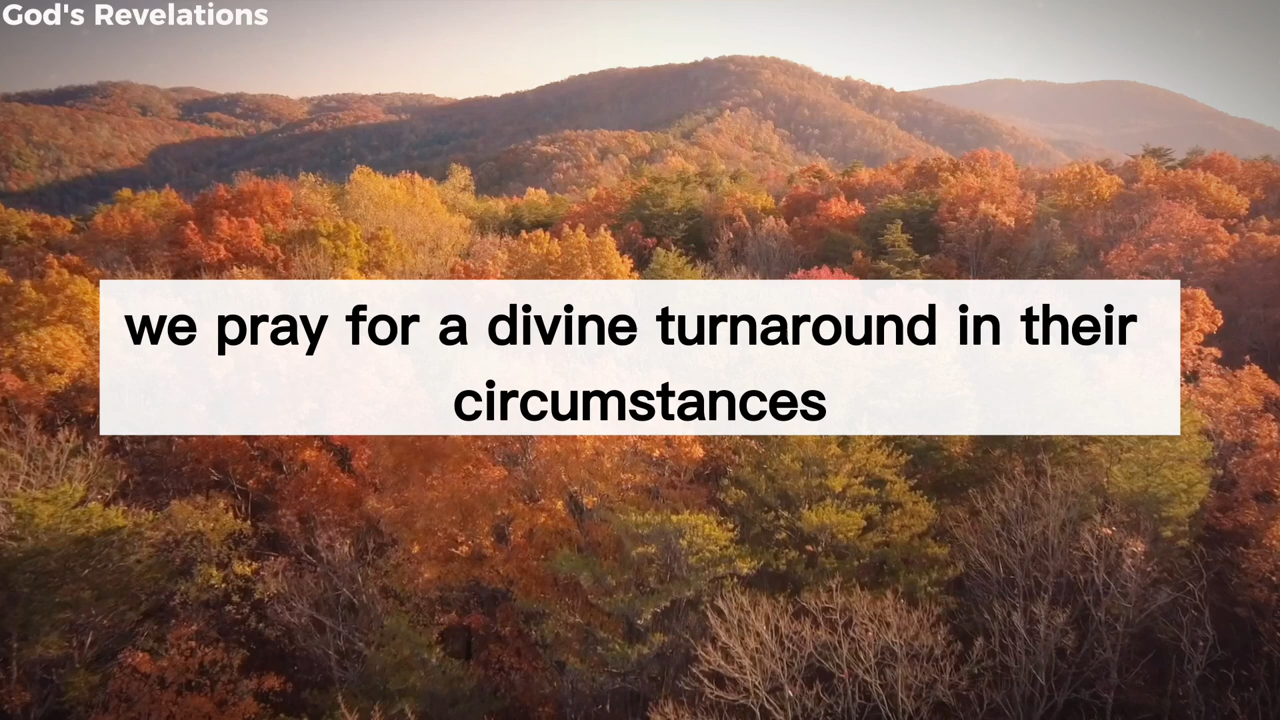 God's Revelations
we pray for a divine turnaround in their
circumstances